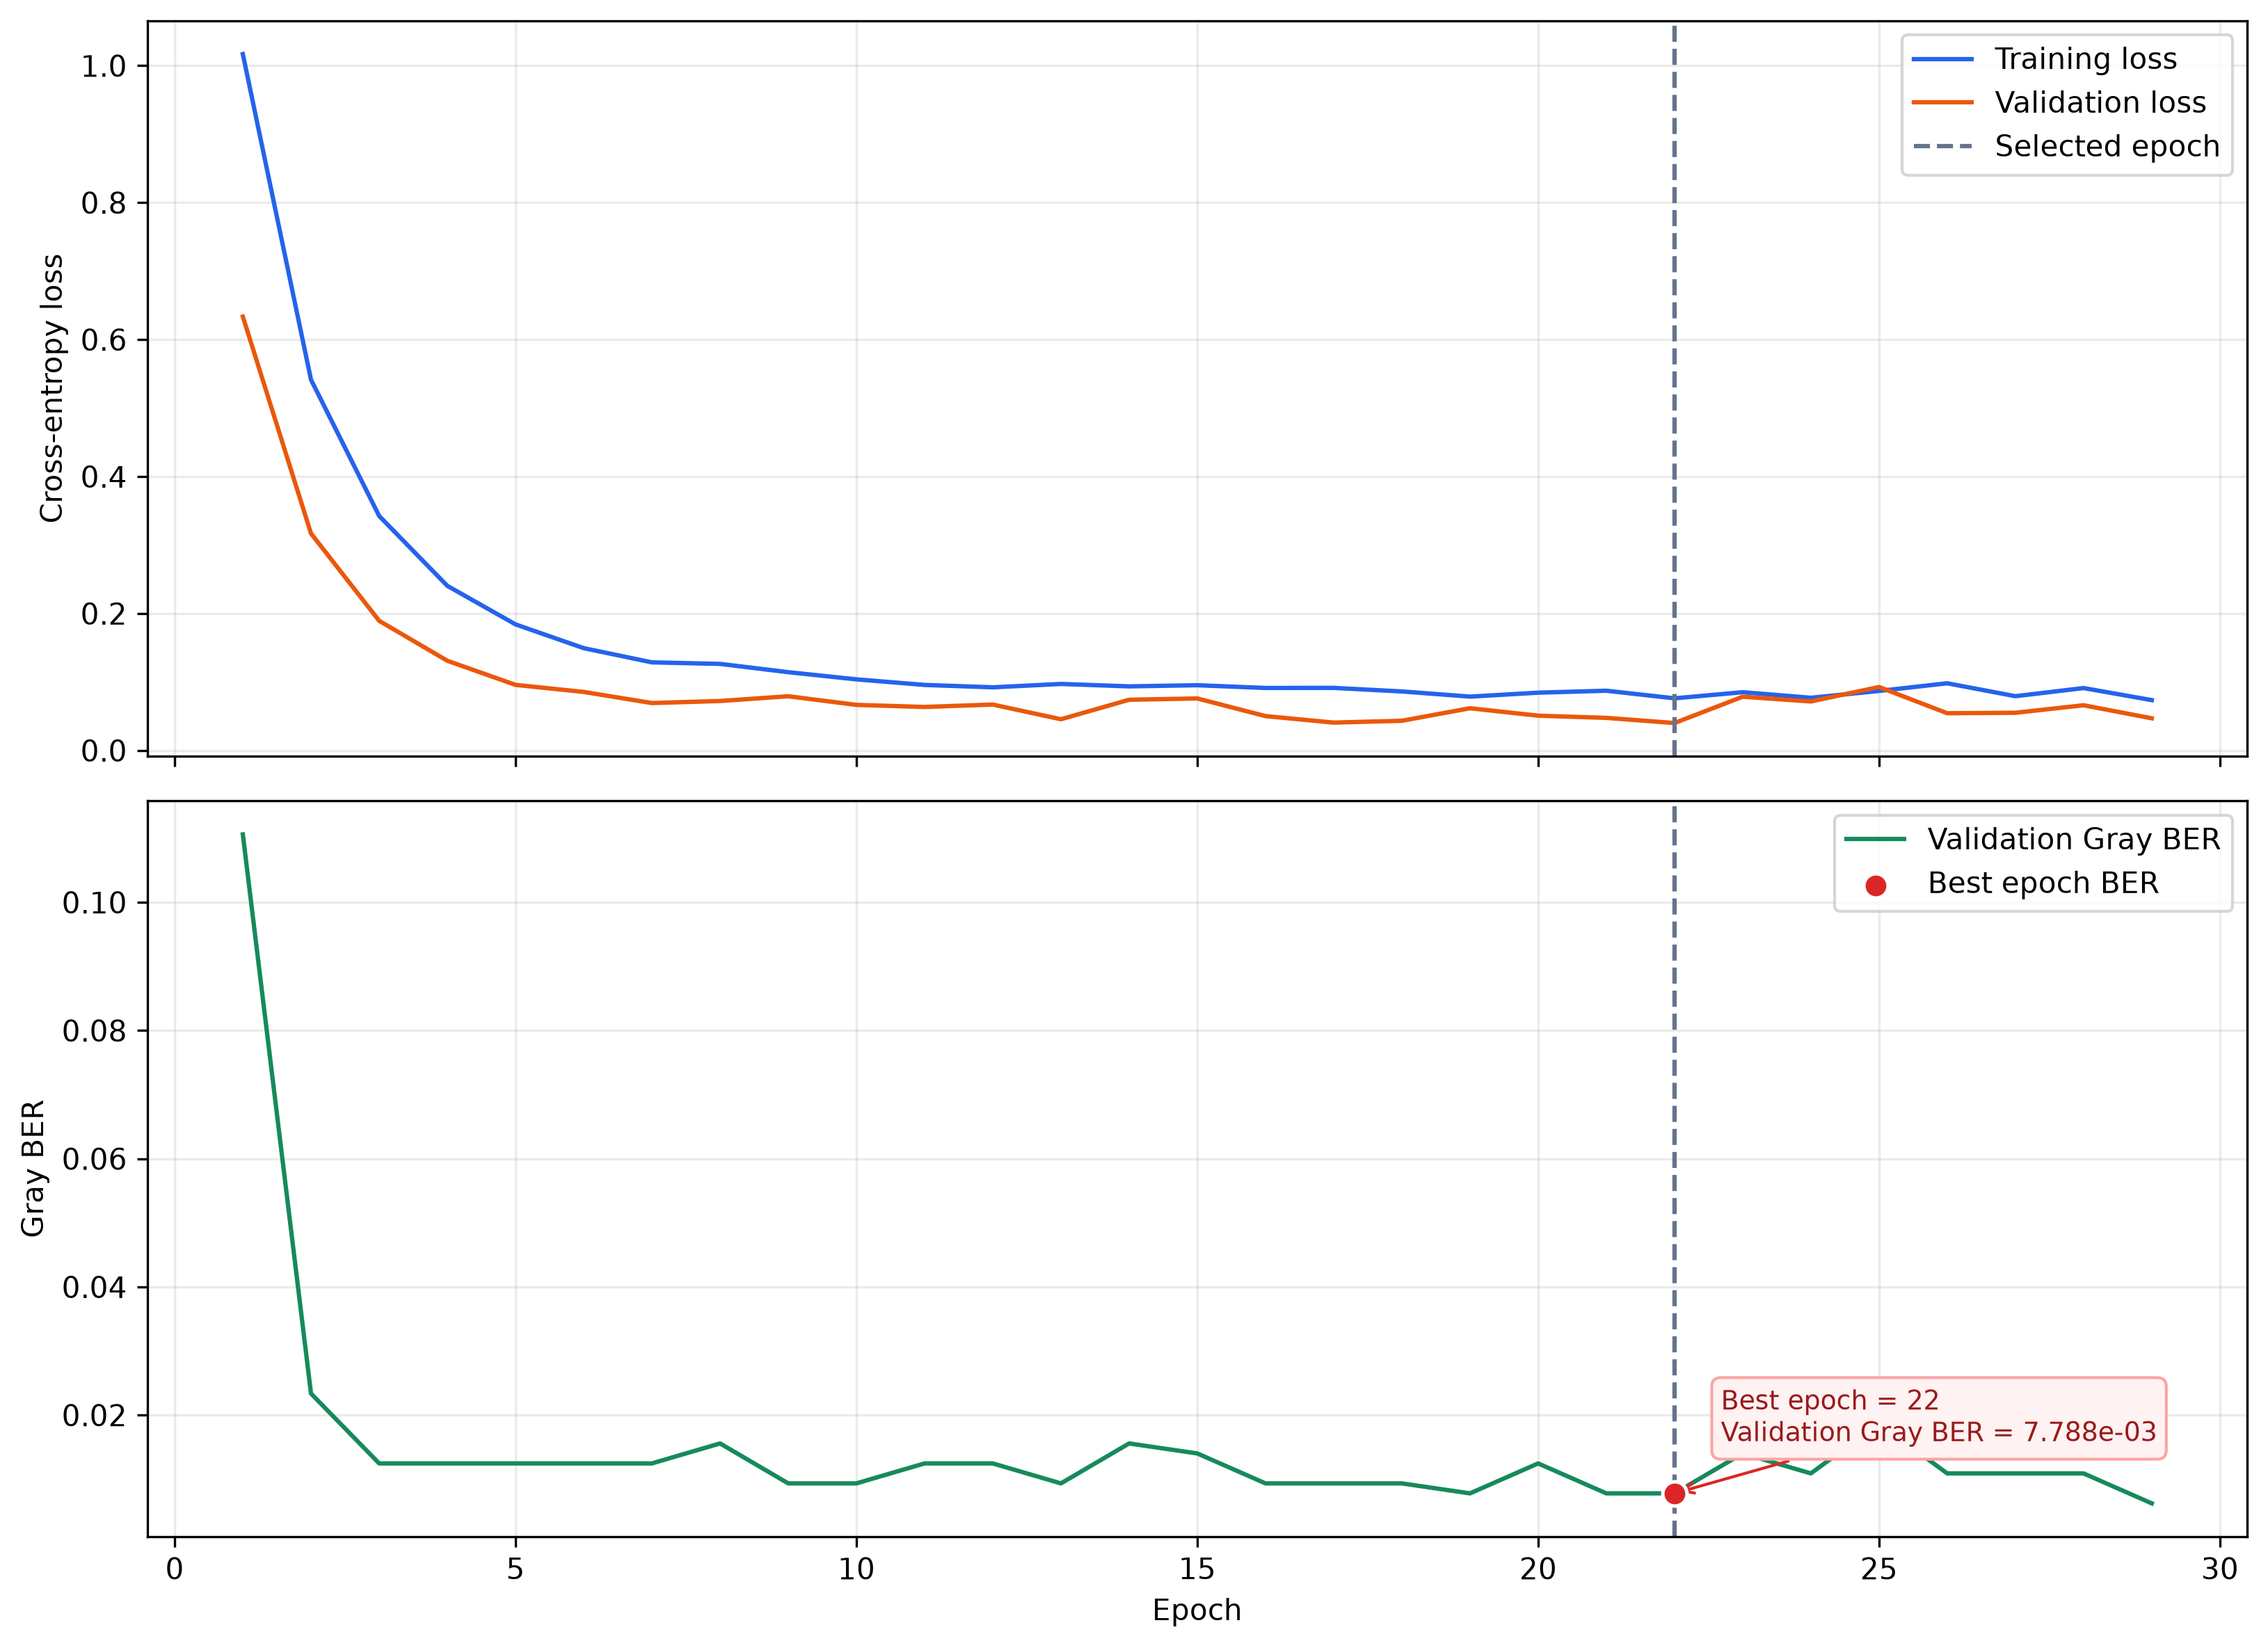 1.0
0.8
0.6
0.4
0.2
0.0
Cross-entropy loss
Training loss
Validation loss
Selected epoch
0.10
0.08
0.06
0.04
0.02
Gray BER
Validation Gray BER
Best epoch BER
Best epoch = 22
Validation Gray BER = 7.788e-03
0 5 10 15 20 25 30
Epoch